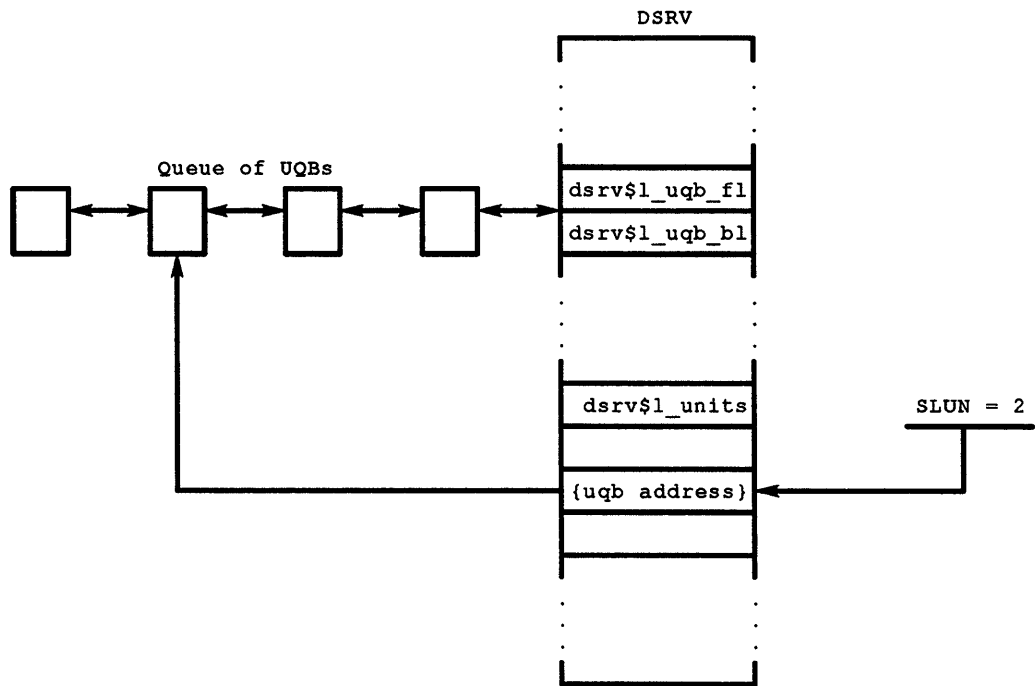 DSRV
Queue of UQBs
dsrv$l_uqb_fl
dsrv$l_uqb_bl
dsrv$l_units
SLUN = 2
{uqb address}